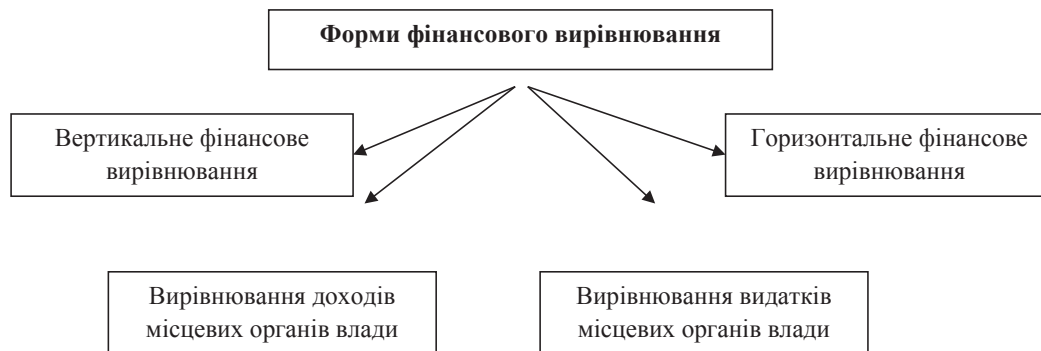 Форми фінансового вирівнювання
Вертикальне фінансове
вирівнювання
Горизонтальне фінансове
вирівнювання
Вирівнювання доходів
місцевих органів влади
Вирівнювання видатків
місцевих органів влади